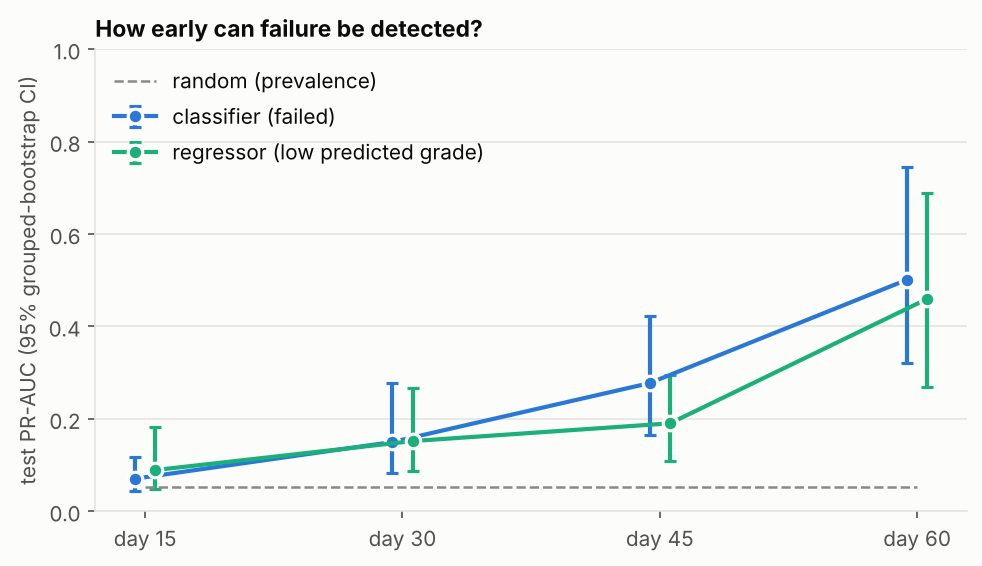 How early can failure be detected?
test PR-AUC (95% grouped-bootstrap CI)
1.0
0.8
0.6
0.4
0.2
0.0
random (prevalence)
classifier (failed)
regressor (low predicted grade)
day 15
day 30
day 45
day 60